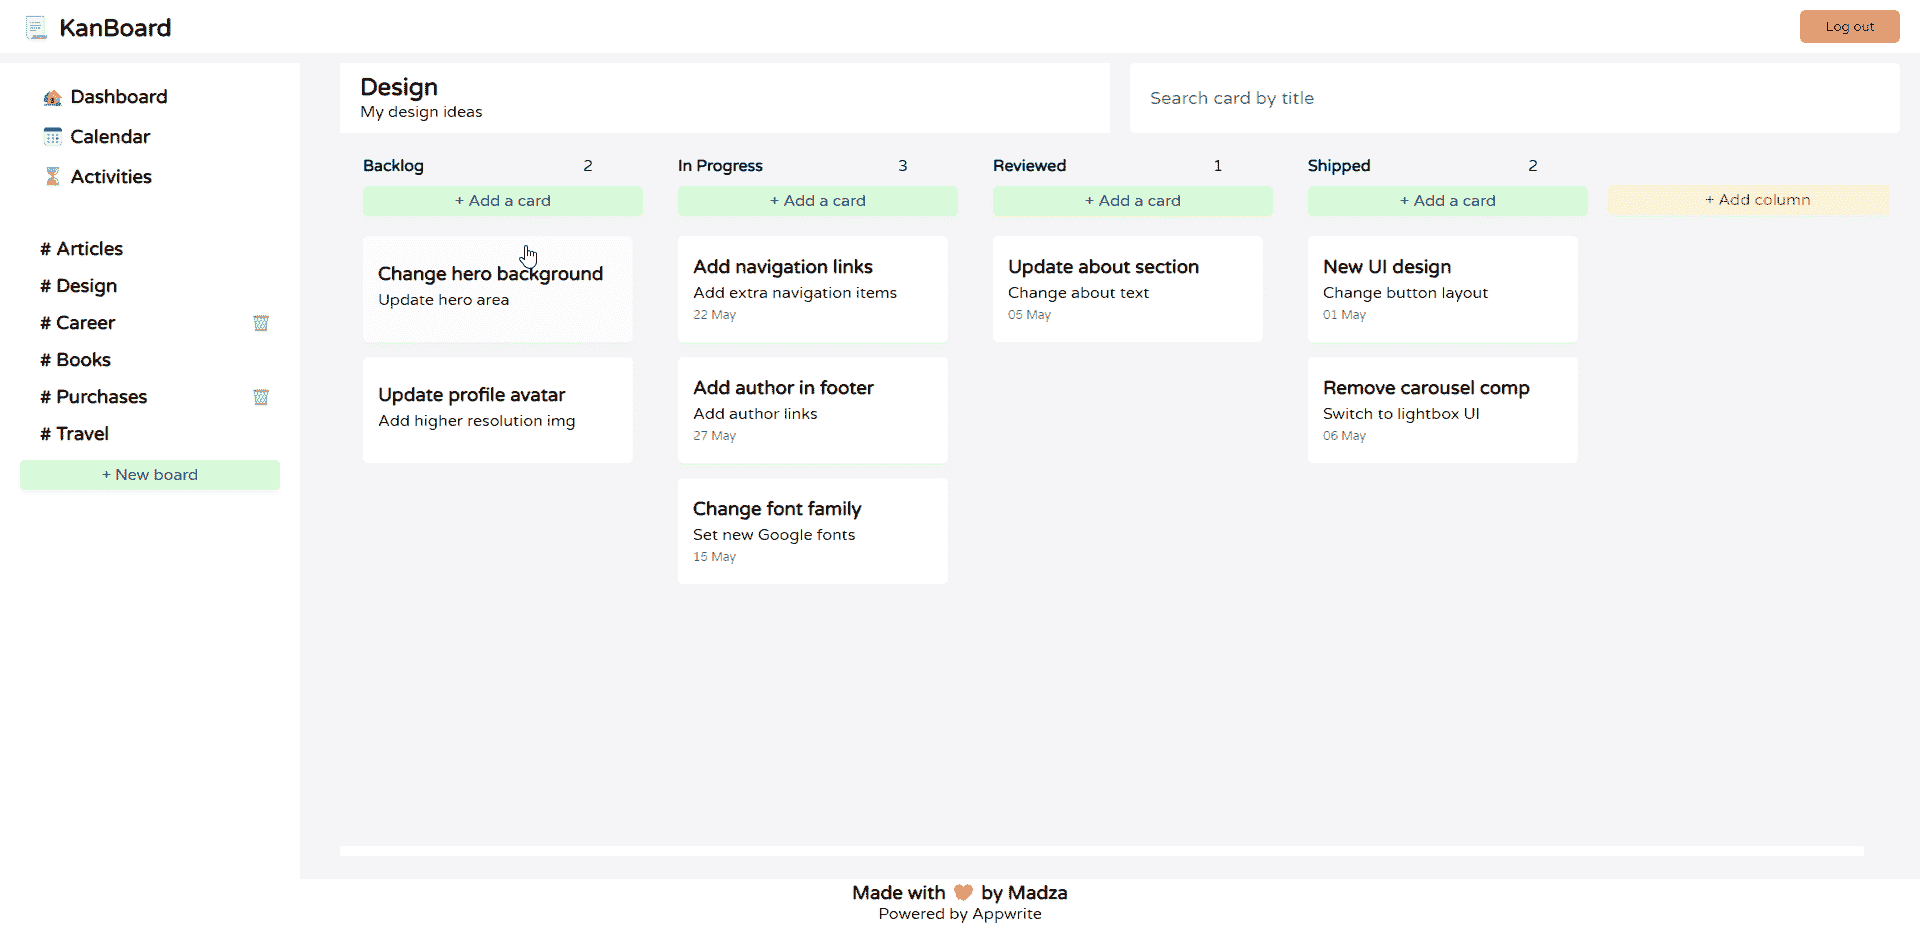 KanBoard
Log out
Dashboard
Calendar
Activities
# Articles
# Design
# Career
# Books
# Purchases
# Travel
+ New board
Design
My design ideas
Search card by title
Backlog 2
+ Add a card
Change hero background
Update hero area
Update profile avatar
Add higher resolution img
In Progress 3
+ Add a card
Add navigation links
Add extra navigation items
22 May
Add author in footer
Add author links
27 May
Change font family
Set new Google fonts
15 May
Reviewed 1
+ Add a card
Update about section
Change about text
05 May
Shipped 2
+ Add a card
New UI design
Change button layout
01 May
Remove carousel comp
Switch to lightbox UI
06 May
+ Add column
Made with 🧡 by Madza
Powered by Appwrite